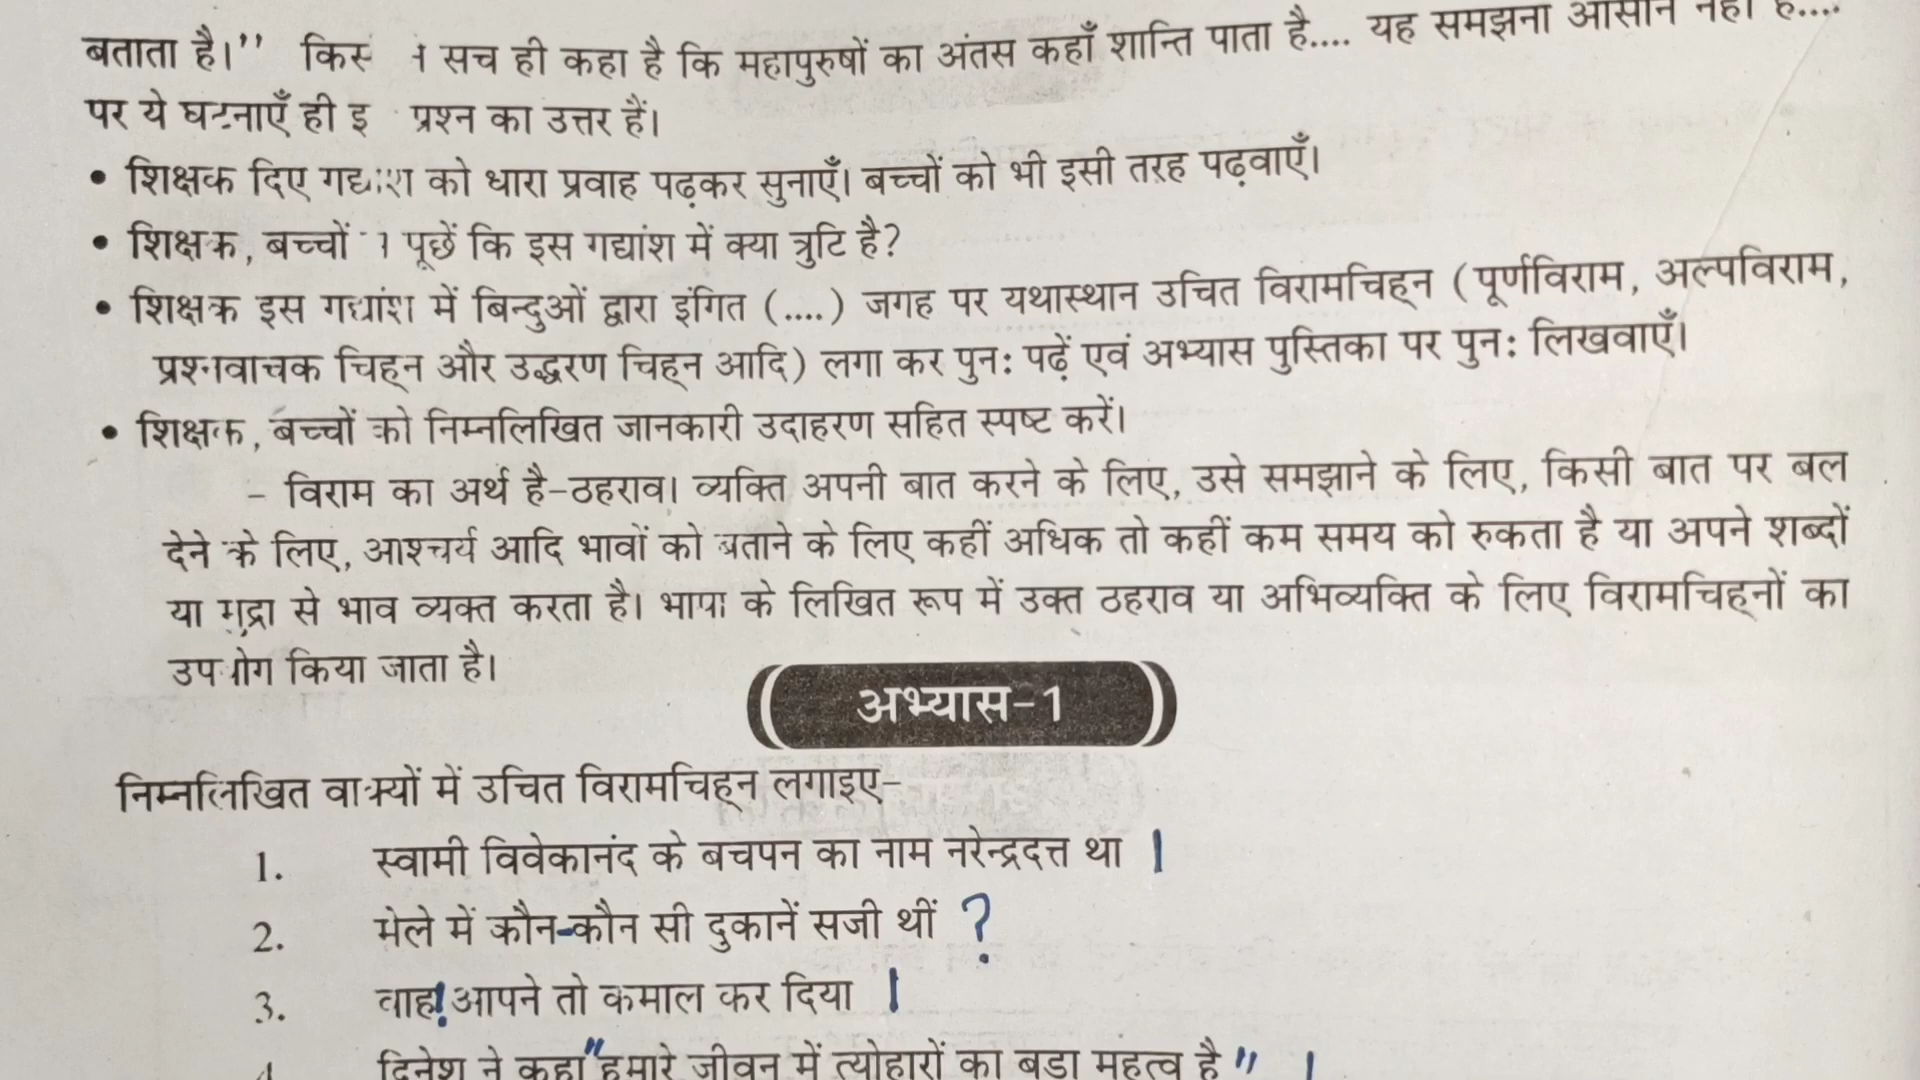 बताता है।” सच ही कहा है कि महापुरुषों का अंतस कहाँ शान्ति पाता है.... यह समझना आसान नहीं है....
पर ये घटनाएँ ही प्रश्न का उत्तर हैं।
• शिक्षक दिए गद्यांश को धारा प्रवाह पढ़कर सुनाएँ। बच्चों को भी इसी तरह पढ़वाएँ।
• शिक्षक, बच्चों पूछें कि इस गद्यांश में क्या त्रुटि है?
• शिक्षक इस गद्यांश में बिन्दुओं द्वारा इंगित (....) जगह पर यथास्थान उचित विरामचिह्न (पूर्णविराम, अल्पविराम,
प्रश्नवाचक चिह्न और उद्धरण चिह्न आदि) लगा कर पुनः पढ़ें एवं अभ्यास पुस्तिका पर पुनः लिखवाएँ।
• शिक्षक, बच्चों को निम्नलिखित जानकारी उदाहरण सहित स्पष्ट करें।
- विराम का अर्थ है-ठहराव। व्यक्ति अपनी बात करने के लिए, उसे समझाने के लिए, किसी बात पर बल
देने के लिए, आश्चर्य आदि भावों को बताने के लिए कहीं अधिक तो कहीं कम समय को रुकता है या अपने शब्दों
या मुद्रा से भाव व्यक्त करता है। भाषा के लिखित रूप में उक्त ठहराव या अभिव्यक्ति के लिए विरामचिह्नों का
उपयोग किया जाता है।
अभ्यास-1
निम्नलिखित वाक्यों में उचित विरामचिह्न लगाइए-
1. स्वामी विवेकानंद के बचपन का नाम नरेन्द्रदत्त था ।
2. मेले में कौन-कौन सी दुकानें सजी थीं ?
3. वाह! आपने तो कमाल कर दिया ।
4. दिनेश ने कहा "हमारे जीवन में त्योहारों का बड़ा महत्व है" ।